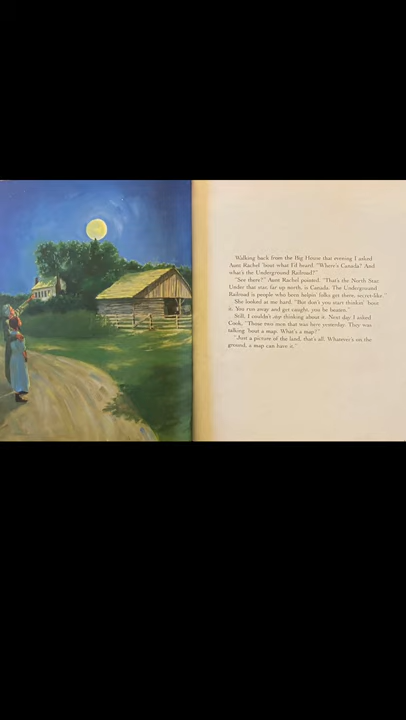 Walking back from the Big House that evening I asked
Aunt Rachel 'bout what I'd heard. "Where's Canada? And
what's the Underground Railroad?"
"See there?" Aunt Rachel pointed. "That's the North Star.
Under that star, far up north, is Canada. The Underground
Railroad is people who been helpin' folks get there, secret-like."
She looked at me hard. "But don't you start thinkin' 'bout
it. You run away and get caught, you be beaten."
Still, I couldn't stop thinking about it. Next day I asked
Cook, "Those two men that was here yesterday. They was
talking 'bout a map. What's a map?"
"Just a picture of the land, that's all. Whatever's on the
ground, a map can have it."